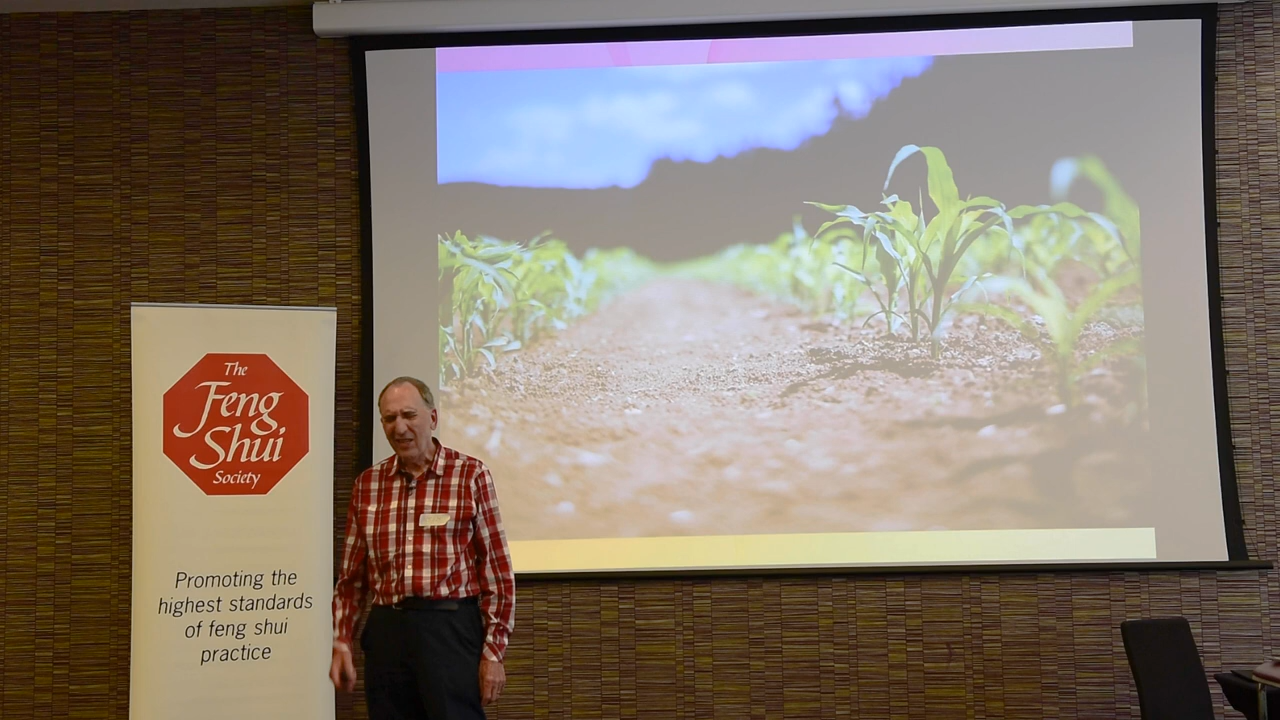 The
Feng
Shui
Society
Promoting the
highest standards
of feng shui
practice